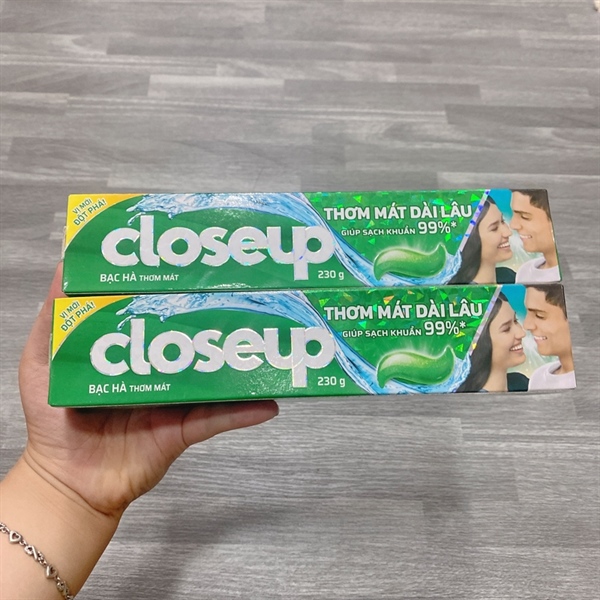 VỊ MỚI
ĐỘT PHÁ!
closeup
BẠC HÀ THƠM MÁT
230 g
THƠM MÁT DÀI LÂU
GIÚP SẠCH KHUẨN 99%*
VỊ MỚI
ĐỘT PHÁ!
closeup
BẠC HÀ THƠM MÁT
230 g
THƠM MÁT DÀI LÂU
GIÚP SẠCH KHUẨN 99%*